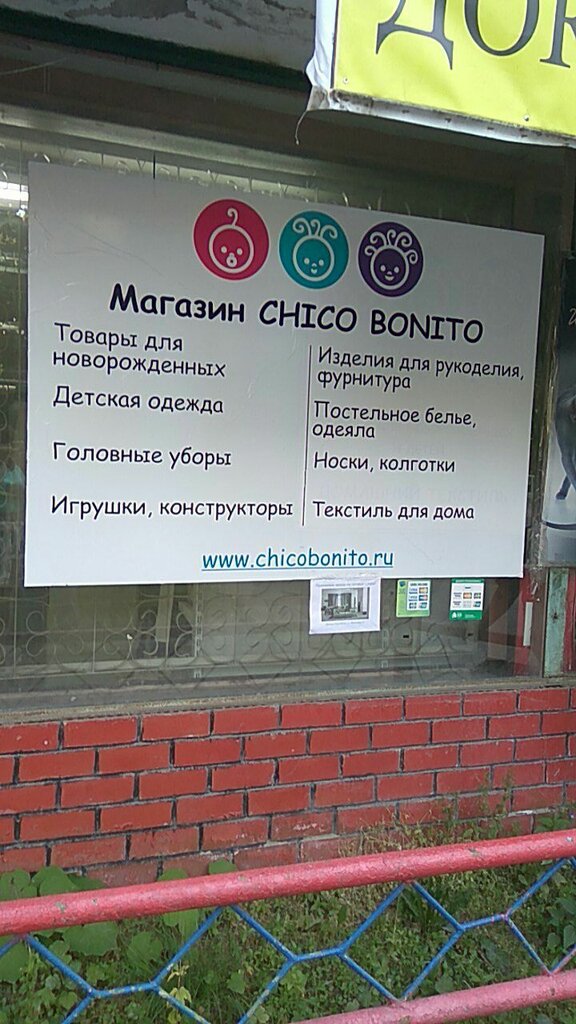 Магазин CHICO BONITO
Товары для
новорожденных
Детская одежда
Головные уборы
Игрушки, конструкторы
Изделия для рукоделия,
фурнитура
Постельное белье,
одеяла
Носки, колготки
Текстиль для дома
www.chicobonito.ru